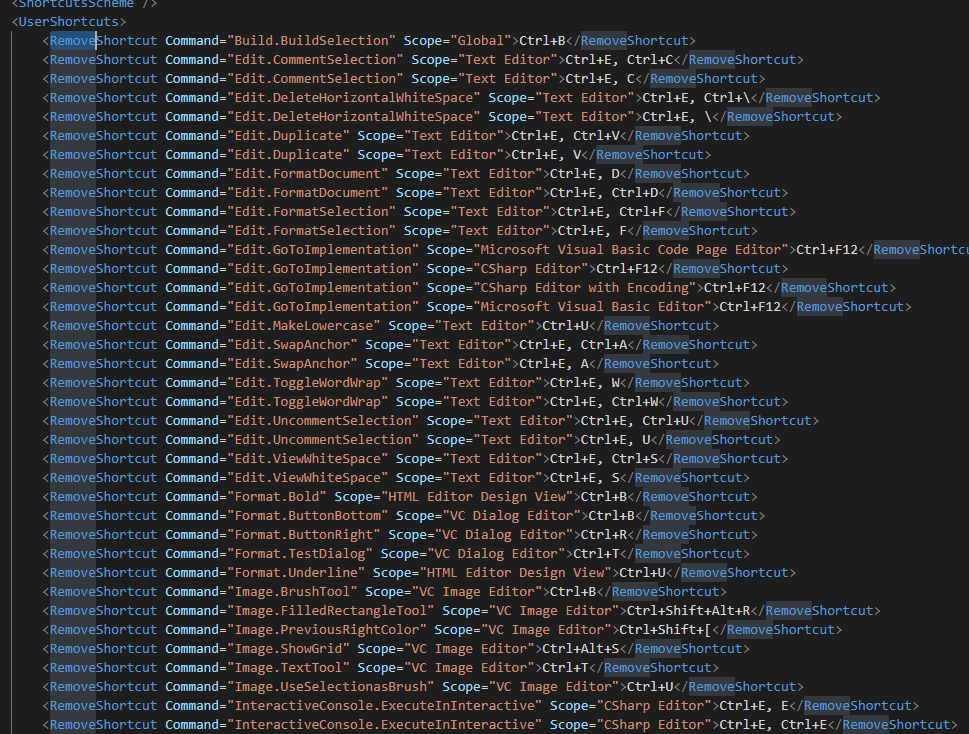 <ShortcutsScheme />
<UserShortcuts>
<RemoveShortcut Command="Build.BuildSelection" Scope="Global">Ctrl+B</RemoveShortcut>
<RemoveShortcut Command="Edit.CommentSelection" Scope="Text Editor">Ctrl+E, Ctrl+C</RemoveShortcut>
<RemoveShortcut Command="Edit.CommentSelection" Scope="Text Editor">Ctrl+E, C</RemoveShortcut>
<RemoveShortcut Command="Edit.DeleteHorizontalWhiteSpace" Scope="Text Editor">Ctrl+E, Ctrl+\</RemoveShortcut>
<RemoveShortcut Command="Edit.DeleteHorizontalWhiteSpace" Scope="Text Editor">Ctrl+E, \</RemoveShortcut>
<RemoveShortcut Command="Edit.Duplicate" Scope="Text Editor">Ctrl+E, Ctrl+V</RemoveShortcut>
<RemoveShortcut Command="Edit.Duplicate" Scope="Text Editor">Ctrl+E, V</RemoveShortcut>
<RemoveShortcut Command="Edit.FormatDocument" Scope="Text Editor">Ctrl+E, D</RemoveShortcut>
<RemoveShortcut Command="Edit.FormatDocument" Scope="Text Editor">Ctrl+E, Ctrl+D</RemoveShortcut>
<RemoveShortcut Command="Edit.FormatSelection" Scope="Text Editor">Ctrl+E, Ctrl+F</RemoveShortcut>
<RemoveShortcut Command="Edit.FormatSelection" Scope="Text Editor">Ctrl+E, F</RemoveShortcut>
<RemoveShortcut Command="Edit.GoToImplementation" Scope="Microsoft Visual Basic Code Page Editor">Ctrl+F12</RemoveShortcu
<RemoveShortcut Command="Edit.GoToImplementation" Scope="CSharp Editor">Ctrl+F12</RemoveShortcut>
<RemoveShortcut Command="Edit.GoToImplementation" Scope="CSharp Editor with Encoding">Ctrl+F12</RemoveShortcut>
<RemoveShortcut Command="Edit.GoToImplementation" Scope="Microsoft Visual Basic Editor">Ctrl+F12</RemoveShortcut>
<RemoveShortcut Command="Edit.MakeLowercase" Scope="Text Editor">Ctrl+U</RemoveShortcut>
<RemoveShortcut Command="Edit.SwapAnchor" Scope="Text Editor">Ctrl+E, Ctrl+A</RemoveShortcut>
<RemoveShortcut Command="Edit.SwapAnchor" Scope="Text Editor">Ctrl+E, A</RemoveShortcut>
<RemoveShortcut Command="Edit.ToggleWordWrap" Scope="Text Editor">Ctrl+E, W</RemoveShortcut>
<RemoveShortcut Command="Edit.ToggleWordWrap" Scope="Text Editor">Ctrl+E, Ctrl+W</RemoveShortcut>
<RemoveShortcut Command="Edit.UncommentSelection" Scope="Text Editor">Ctrl+E, Ctrl+U</RemoveShortcut>
<RemoveShortcut Command="Edit.UncommentSelection" Scope="Text Editor">Ctrl+E, U</RemoveShortcut>
<RemoveShortcut Command="Edit.ViewWhiteSpace" Scope="Text Editor">Ctrl+E, Ctrl+S</RemoveShortcut>
<RemoveShortcut Command="Edit.ViewWhiteSpace" Scope="Text Editor">Ctrl+E, S</RemoveShortcut>
<RemoveShortcut Command="Format.Bold" Scope="HTML Editor Design View">Ctrl+B</RemoveShortcut>
<RemoveShortcut Command="Format.ButtonBottom" Scope="VC Dialog Editor">Ctrl+B</RemoveShortcut>
<RemoveShortcut Command="Format.ButtonRight" Scope="VC Dialog Editor">Ctrl+R</RemoveShortcut>
<RemoveShortcut Command="Format.TestDialog" Scope="VC Dialog Editor">Ctrl+T</RemoveShortcut>
<RemoveShortcut Command="Format.Underline" Scope="HTML Editor Design View">Ctrl+U</RemoveShortcut>
<RemoveShortcut Command="Image.BrushTool" Scope="VC Image Editor">Ctrl+B</RemoveShortcut>
<RemoveShortcut Command="Image.FilledRectangleTool" Scope="VC Image Editor">Ctrl+Shift+Alt+R</RemoveShortcut>
<RemoveShortcut Command="Image.PreviousRightColor" Scope="VC Image Editor">Ctrl+Shift+[</RemoveShortcut>
<RemoveShortcut Command="Image.ShowGrid" Scope="VC Image Editor">Ctrl+Alt+S</RemoveShortcut>
<RemoveShortcut Command="Image.TextTool" Scope="VC Image Editor">Ctrl+T</RemoveShortcut>
<RemoveShortcut Command="Image.UseSelectionasBrush" Scope="VC Image Editor">Ctrl+U</RemoveShortcut>
<RemoveShortcut Command="InteractiveConsole.ExecuteInInteractive" Scope="CSharp Editor">Ctrl+E, E</RemoveShortcut>
<RemoveShortcut Command="InteractiveConsole.ExecuteInInteractive" Scope="CSharp Editor">Ctrl+E, Ctrl+E</RemoveShortcut>